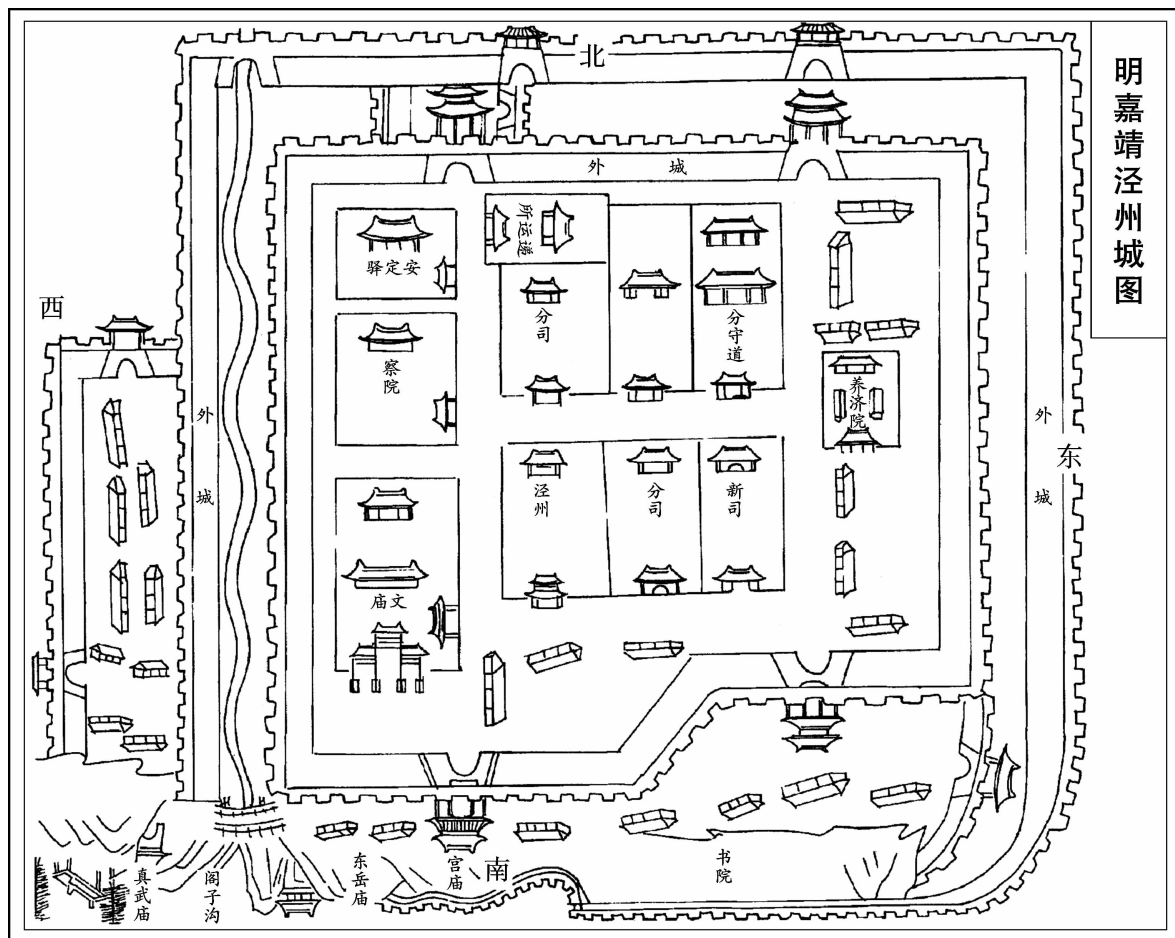 明嘉靖泾州城图
北
外城
所运递
驿定安
分司
分守道
西
察院
养济院
外城
外城
东
泾州
分司
新司
庙文
真武庙
阁子沟
东岳庙
宫庙
南
书院